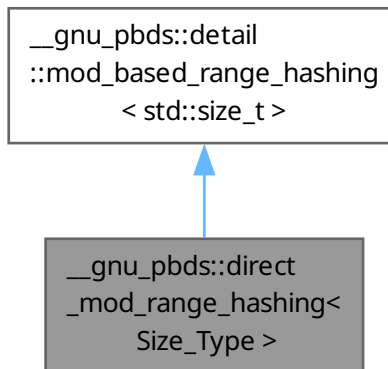 __gnu_pbds::detail
::mod_based_range_hashing
< std::size_t >
__gnu_pbds::direct
_mod_range_hashing<
Size_Type >